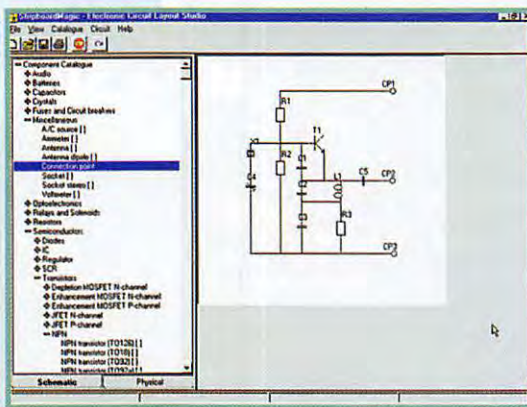 StripboardMagic - Electronic Circuit Layout Studio
File View Catalogue Circuit Help
Component Catalogue
Audio
Batteries
Capacitors
Crystals
Fuses and Circuit breakers
Miscellaneous
A/C source [ ]
Ammeter [ ]
Antenna [ ]
Antenna dipole [ ]
Connection point
Socket [ ]
Socket stereo [ ]
Voltmeter [ ]
Optoelectronics
Relays and Solenoids
Resistors
Semiconductors
Diodes
IC
Regulator
SCR
Transistors
Depletion MOSFET N-channel
Enhancement MOSFET N-channel
Enhancement MOSFET P-channel
JFET N-channel
JFET P-channel
NPN
NPN transistor (TO126) [ ]
NPN transistor (TO18) [ ]
NPN transistor (TO92) [ ]
Schematic Physical
CP1
R1
T1
R2
C4
C1
L1
C5
CP2
R3
CP3